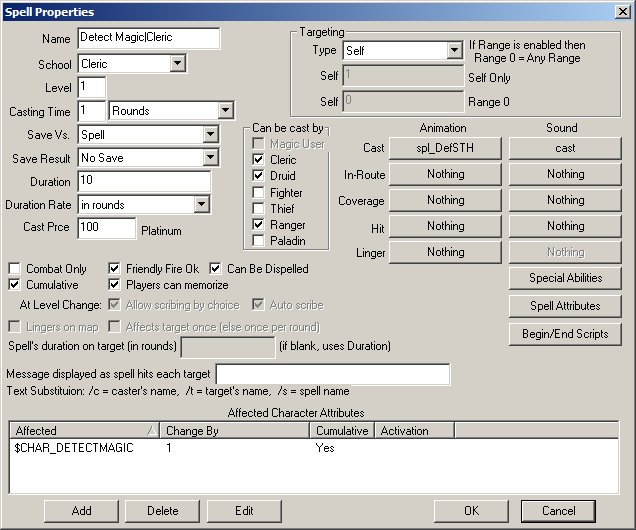 Spell Properties
Name Detect Magic|Cleric
School Cleric
Level 1
Casting Time 1 Rounds
Save Vs. Spell
Save Result No Save
Duration 10
Duration Rate in rounds
Cast Prce 100 Platinum
Targeting
Type Self If Range is enabled then
Range 0 = Any Range
Self 1 Self Only
Self 0 Range 0
Can be cast by
Magic User
Cleric
Druid
Fighter
Thief
Ranger
Paladin
Animation Sound
Cast spl_DefSTH cast
In-Route Nothing Nothing
Coverage Nothing Nothing
Hit Nothing Nothing
Linger Nothing Nothing
Special Abilities
Spell Attributes
Begin/End Scripts
Combat Only Friendly Fire Ok Can Be Dispelled
Cumulative Players can memorize
At Level Change: Allow scribing by choice Auto scribe
Lingers on map Affects target once (else once per round)
Spell's duration on target (in rounds) (if blank, uses Duration)
Message displayed as spell hits each target
Text Substituion: /c = caster's name, /t = target's name, /s = spell name
Affected Character Attributes
Affected Change By Cumulative Activation
$CHAR_DETECTMAGIC 1 Yes
Add Delete Edit OK Cancel